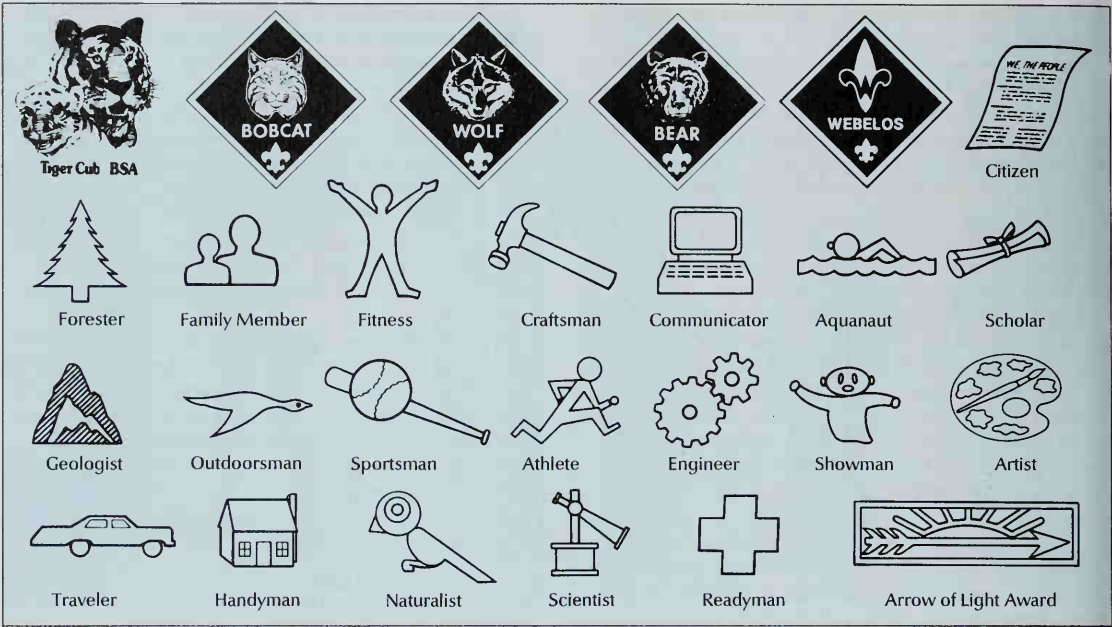 Tiger Cub BSA
BOBCAT
WOLF
BEAR
WEBELOS
WE, THE PEOPLE
Citizen
Forester
Family Member
Fitness
Craftsman
Communicator
Aquanaut
Scholar
Geologist
Outdoorsman
Sportsman
Athlete
Engineer
Showman
Artist
Traveler
Handyman
Naturalist
Scientist
Readyman
Arrow of Light Award